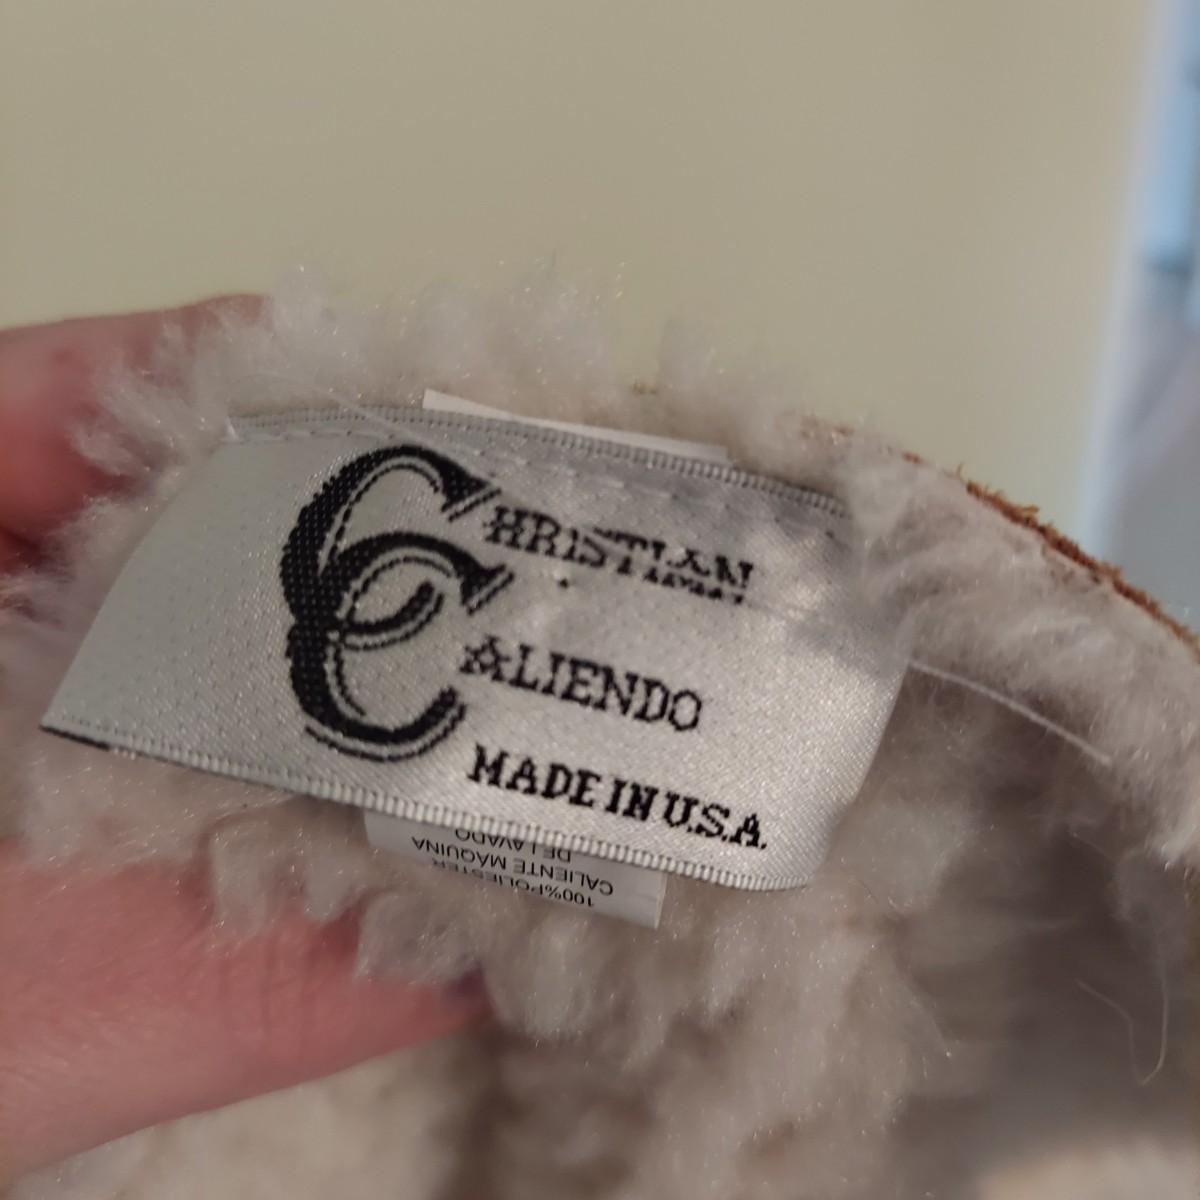 CHRISTIAN
CALIENDO
MADE IN U.S.A.
100%POLIESTER
CALIENTE MÁQUINA
DE LAVADO